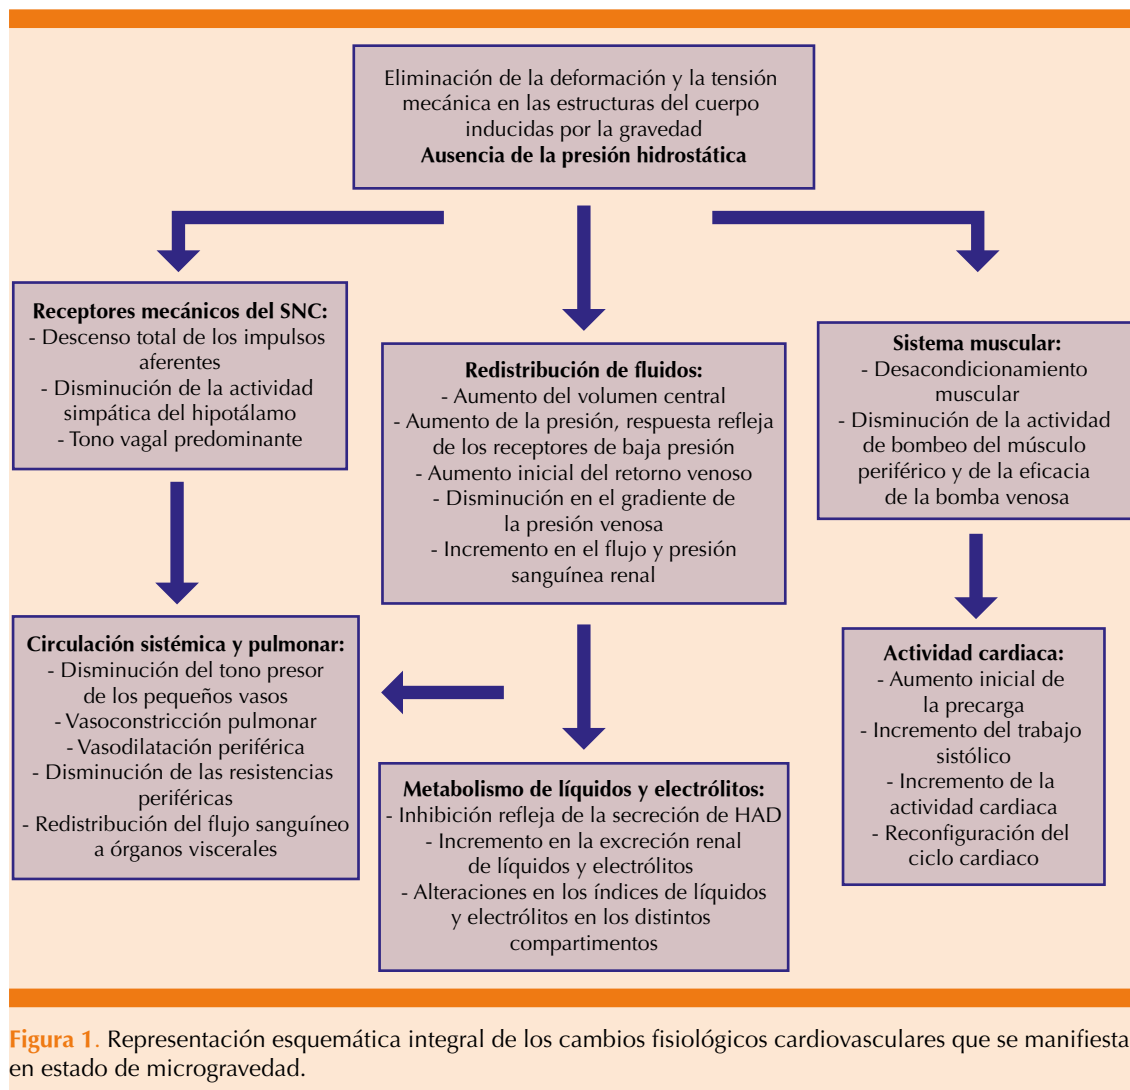 Eliminación de la deformación y la tensión
mecánica en las estructuras del cuerpo
inducidas por la gravedad
Ausencia de la presión hidrostática
Receptores mecánicos del SNC:
- Descenso total de los impulsos
aferentes
- Disminución de la actividad
simpática del hipotálamo
- Tono vagal predominante
Redistribución de fluidos:
- Aumento del volumen central
- Aumento de la presión, respuesta refleja
de los receptores de baja presión
- Aumento inicial del retorno venoso
- Disminución en el gradiente de
la presión venosa
- Incremento en el flujo y presión
sanguínea renal
Sistema muscular:
- Desacondicionamiento
muscular
- Disminución de la actividad
de bombeo del músculo
periférico y de la eficacia
de la bomba venosa
Circulación sistémica y pulmonar:
- Disminución del tono presor
de los pequeños vasos
- Vasoconstricción pulmonar
- Vasodilatación periférica
- Disminución de las resistencias
periféricas
- Redistribución del flujo sanguíneo
a órganos viscerales
Metabolismo de líquidos y electrólitos:
- Inhibición refleja de la secreción de HAD
- Incremento en la excreción renal
de líquidos y electrólitos
- Alteraciones en los índices de líquidos
y electrólitos en los distintos
compartimentos
Actividad cardiaca:
- Aumento inicial de
la precarga
- Incremento del trabajo
sistólico
- Incremento de la
actividad cardiaca
- Reconfiguración del
ciclo cardiaco
Figura 1. Representación esquemática integral de los cambios fisiológicos cardiovasculares que se manifiesta
en estado de microgravedad.